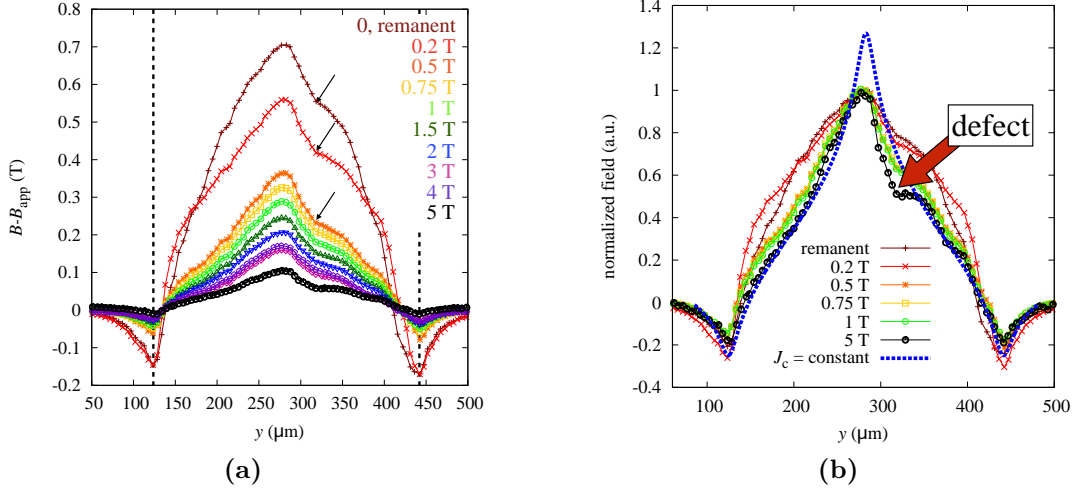 0.8
0.7
0.6
0.5
0.4
0.3
0.2
0.1
0
-0.1
-0.2
B-B_app (T)
0, remanent
0.2 T
0.5 T
0.75 T
1 T
1.5 T
2 T
3 T
4 T
5 T
50 100 150 200 250 300 350 400 450 500
y (µm)
(a)
1.4
1.2
1
0.8
0.6
0.4
0.2
0
-0.2
-0.4
normalized field (a.u.)
defect
remanent
0.2 T
0.5 T
0.75 T
1 T
5 T
J_c = constant
100 200 300 400 500
y (µm)
(b)